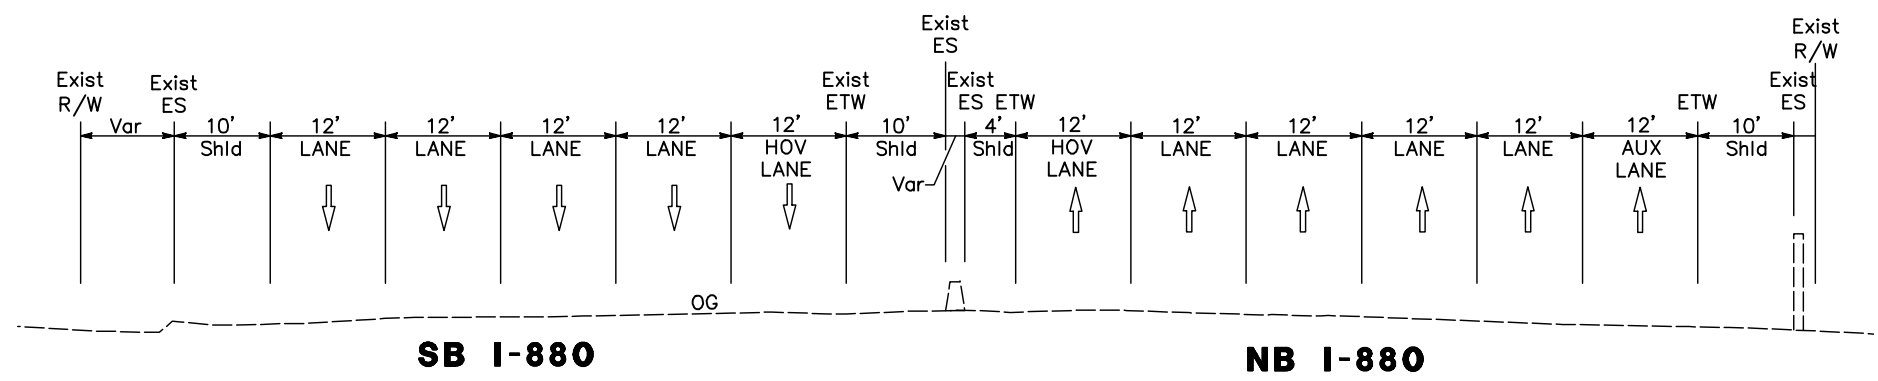 Exist
ES
Exist
R/W
Exist
R/W
Exist
ES
Exist
ETW
Exist
ES ETW
ETW
Exist
ES
Var 10' 12' 12' 12' 12' 12' 10' 4' 12' 12' 12' 12' 12' 12' 10'
Shld LANE LANE LANE LANE HOV Shld Shld HOV LANE LANE LANE LANE AUX Shld
LANE LANE LANE
Var
OG
SB I-880 NB I-880